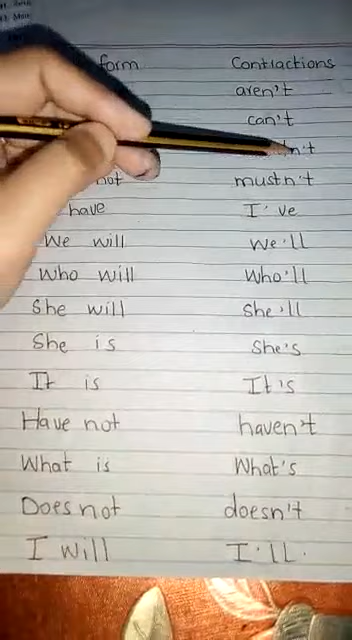 form Contractions
aren't
can't
not mustn't
have I've
We will We'll
Who will Who'll
She will She'll
She is She's
It is It's
Have not haven't
What is What's
Does not doesn't
I will I'll.